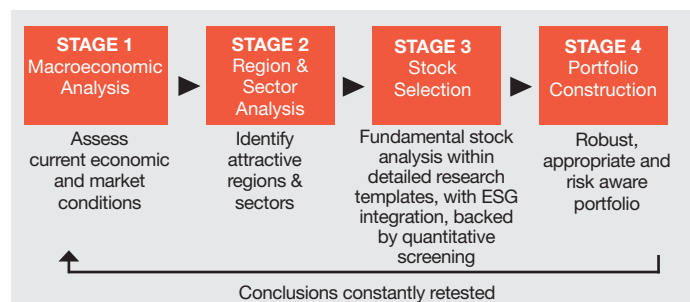 STAGE 1
Macroeconomic
Analysis
Assess
current economic
and market
conditions
STAGE 2
Region &
Sector
Analysis
Identify
attractive
regions &
sectors
STAGE 3
Stock
Selection
Fundamental stock
analysis within
detailed research
templates, with ESG
integration, backed
by quantitative
screening
STAGE 4
Portfolio
Construction
Robust,
appropriate and
risk aware
portfolio
Conclusions constantly retested